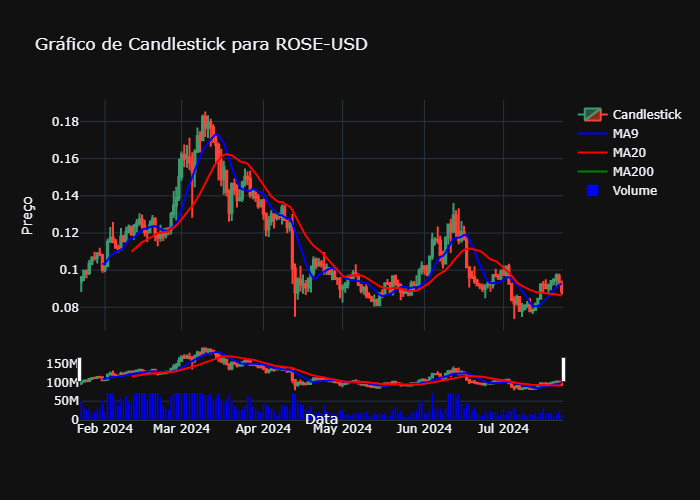 Gráfico de Candlestick para ROSE-USD
Candlestick
MA9
MA20
MA200
Volume
Preço
0.18
0.16
0.14
0.12
0.1
0.08
150M
100M
50M
0
Feb 2024 Mar 2024 Apr 2024 May 2024 Jun 2024 Jul 2024
Data